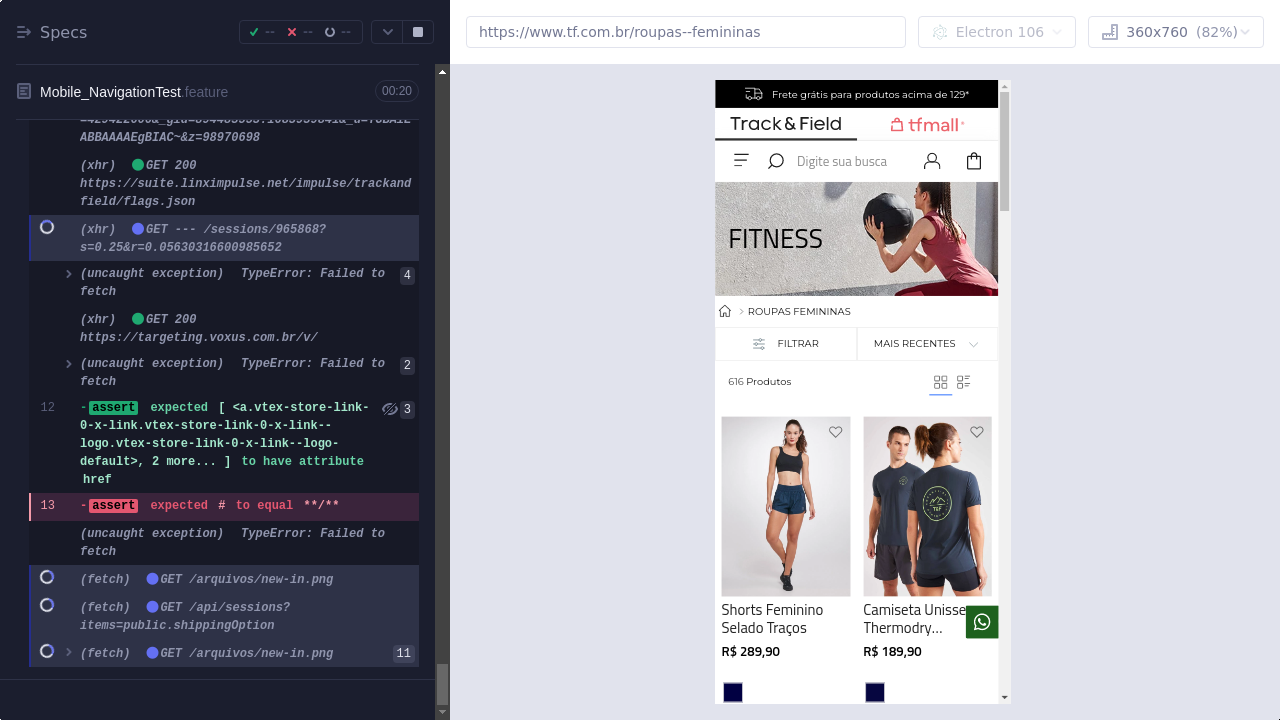 Specs
-- -- --
https://www.tf.com.br/roupas--femininas
Electron 106
360x760 (82%)
Mobile_NavigationTest.feature
00:20
ABBAAAAEqBIAC~&z=98970698
(xhr) GET 200
https://suite.linximpulse.net/impulse/trackand
field/flags.json
(xhr) GET --- /sessions/965868?
s=0.25&r=0.05630316600985652
(uncaught exception) TypeError: Failed to
fetch
4
(xhr) GET 200
https://targeting.voxus.com.br/v/
(uncaught exception) TypeError: Failed to
fetch
2
12 -assert expected [ <a.vtex-store-link-
0-x-link.vtex-store-link-0-x-link--
logo.vtex-store-link-0-x-link--logo-
default>, 2 more... ] to have attribute
href
3
13 -assert expected # to equal **/**
(uncaught exception) TypeError: Failed to
fetch
(fetch) GET /arquivos/new-in.png
(fetch) GET /api/sessions?
items=public.shippingOption
(fetch) GET /arquivos/new-in.png
11
Frete grátis para produtos acima de 129*
Track&Field
tfmall
Digite sua busca
FITNESS
ROUPAS FEMININAS
FILTRAR
MAIS RECENTES
616 Produtos
Shorts Feminino
Selado Traços
R$ 289,90
Camiseta Unisse
Thermodry...
R$ 189,90